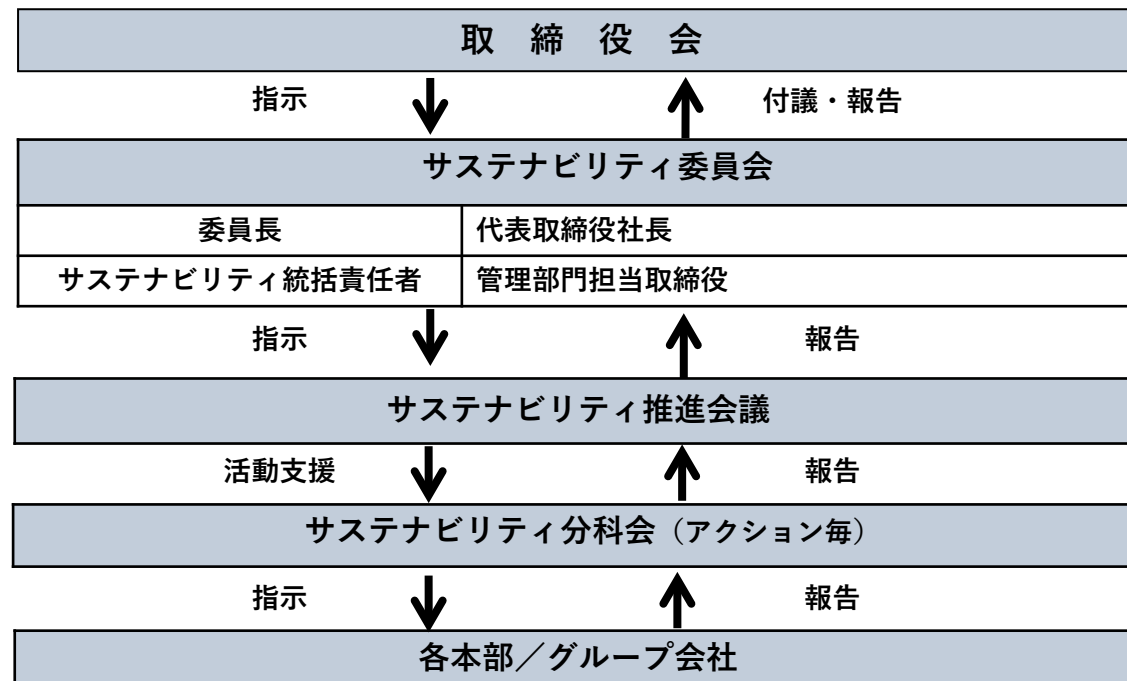 取 締 役 会
指示 付議・報告
サステナビリティ委員会
委員長 代表取締役社長
サステナビリティ統括責任者 管理部門担当取締役
指示 報告
サステナビリティ推進会議
活動支援 報告
サステナビリティ分科会（アクション毎）
指示 報告
各本部／グループ会社